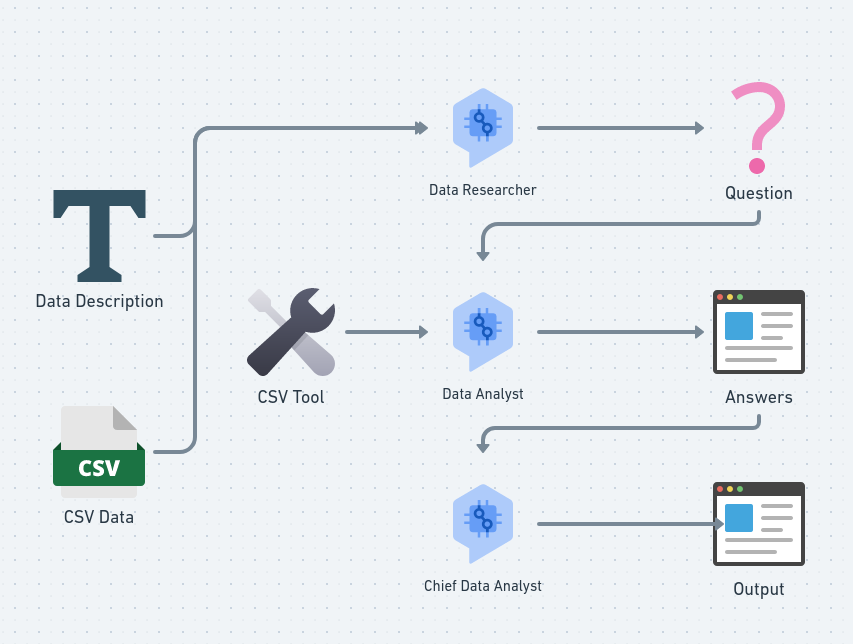 Data Researcher
Question
T
Data Description
CSV Tool
Data Analyst
Answers
CSV
CSV Data
Chief Data Analyst
Output